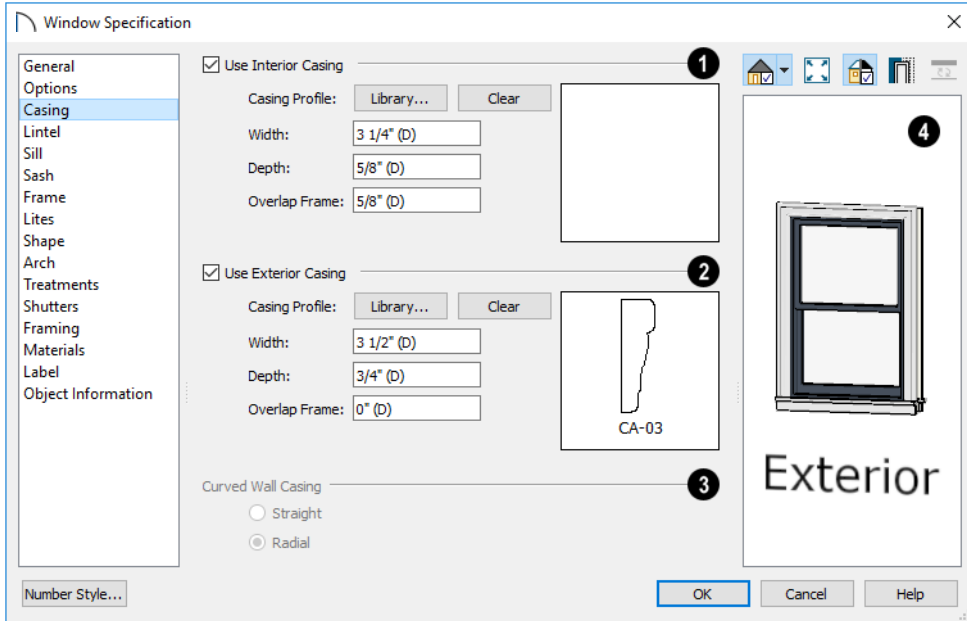 Window Specification
General
Options
Casing
Lintel
Sill
Sash
Frame
Lites
Shape
Arch
Treatments
Shutters
Framing
Materials
Label
Object Information
Use Interior Casing
1
Casing Profile: Library... Clear
Width: 3 1/4" (D)
Depth: 5/8" (D)
Overlap Frame: 5/8" (D)
Use Exterior Casing
2
Casing Profile: Library... Clear
Width: 3 1/2" (D)
Depth: 3/4" (D)
Overlap Frame: 0" (D)
CA-03
Curved Wall Casing
3
Straight
Radial
4
Exterior
Number Style... OK Cancel Help